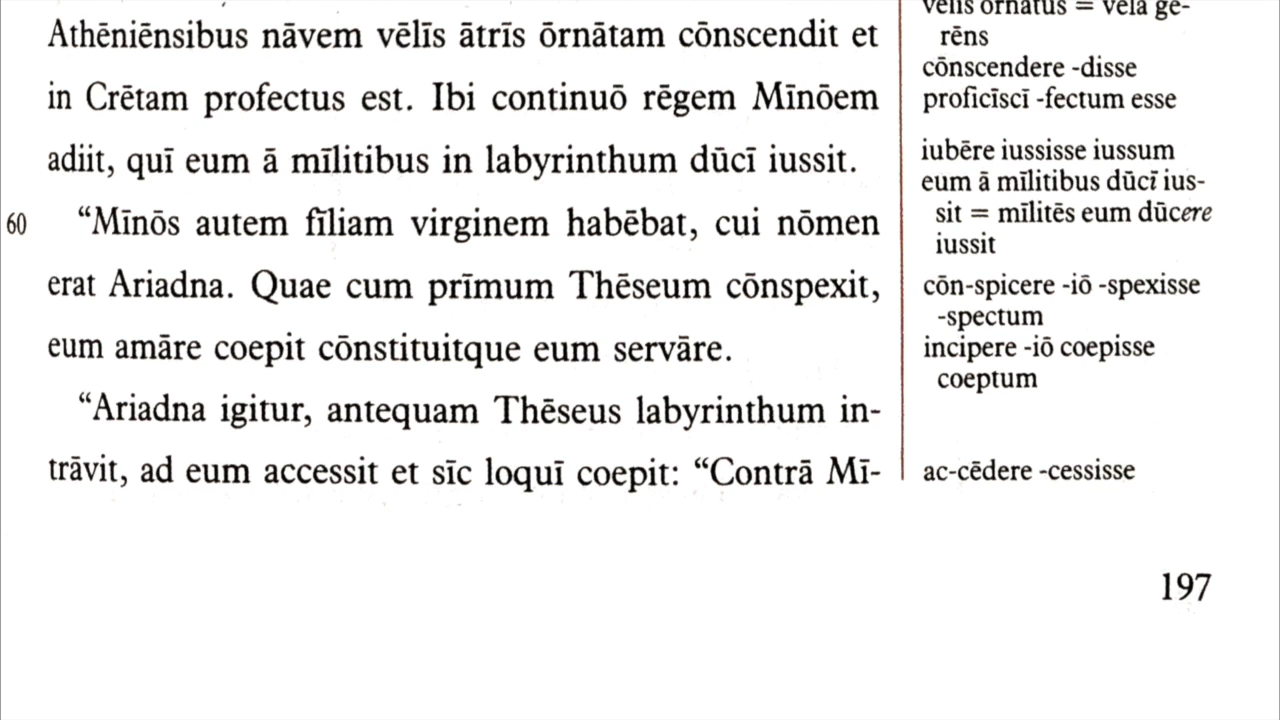 Athēniēnsibus nāvem vēlīs ātrīs ōrnātam cōnscendit et
in Crētam profectus est. Ibi continuō rēgem Mīnōem
adiit, quī eum ā mīlitibus in labyrinthum dūcī iussit.
60
“Mīnōs autem fīliam virginem habēbat, cui nōmen
erat Ariadna. Quae cum prīmum Thēseum cōnspexit,
eum amāre coepit cōnstituitque eum servāre.
“Ariadna igitur, antequam Thēseus labyrinthum in-
trāvit, ad eum accessit et sīc loquī coepit: “Contrā Mī-
vēlīs ōrnātus = vēla ge-
rēns
cōnscendere -disse
proficīscī -fectum esse
iubēre iussisse iussum
eum ā mīlitibus dūcī ius-
sit = mīlitēs eum dūcere
iussit
cōn-spicere -iō -spexisse
-spectum
incipere -iō coepisse
coeptum
ac-cēdere -cessisse
197